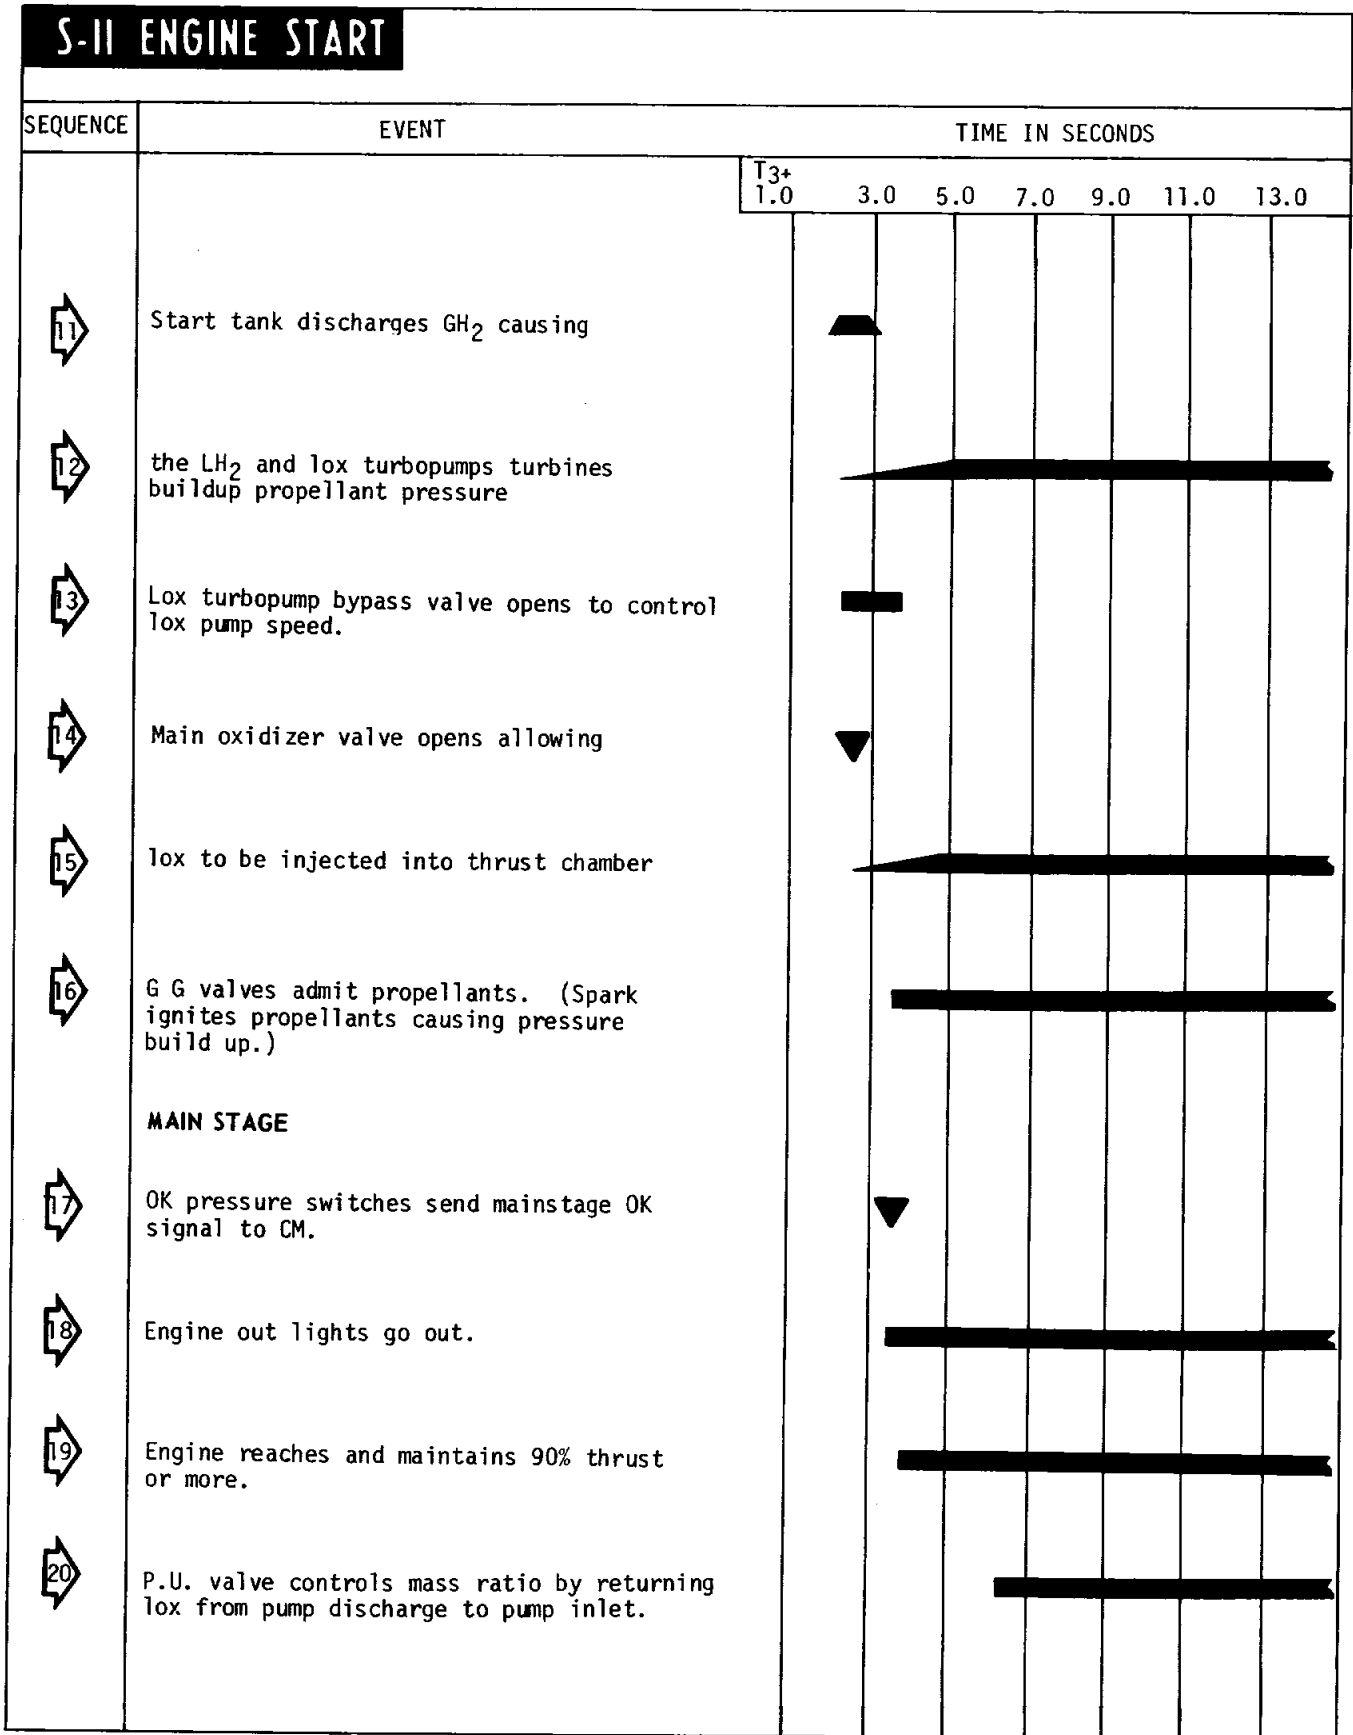 S-II ENGINE START
SEQUENCE EVENT TIME IN SECONDS
T3+
1.0 3.0 5.0 7.0 9.0 11.0 13.0
11 Start tank discharges GH2 causing
12 the LH2 and lox turbopumps turbines
buildup propellant pressure
13 Lox turbopump bypass valve opens to control
lox pump speed.
14 Main oxidizer valve opens allowing
15 lox to be injected into thrust chamber
16 G G valves admit propellants. (Spark
ignites propellants causing pressure
build up.)
MAIN STAGE
17 OK pressure switches send mainstage OK
signal to CM.
18 Engine out lights go out.
19 Engine reaches and maintains 90% thrust
or more.
20 P.U. valve controls mass ratio by returning
lox from pump discharge to pump inlet.